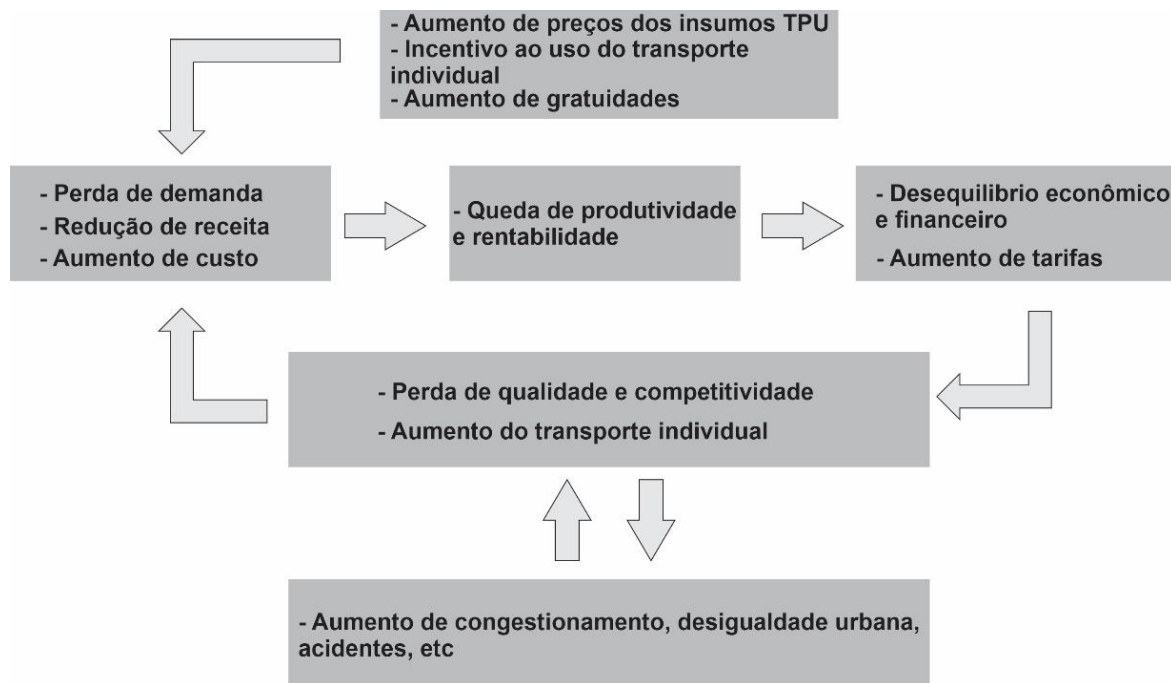 - Aumento de preços dos insumos TPU
- Incentivo ao uso do transporte
individual
- Aumento de gratuidades
- Perda de demanda
- Redução de receita
- Aumento de custo
- Queda de produtividade
e rentabilidade
- Desequilibrio econômico
e financeiro
- Aumento de tarifas
- Perda de qualidade e competitividade
- Aumento do transporte individual
- Aumento de congestionamento, desigualdade urbana,
acidentes, etc